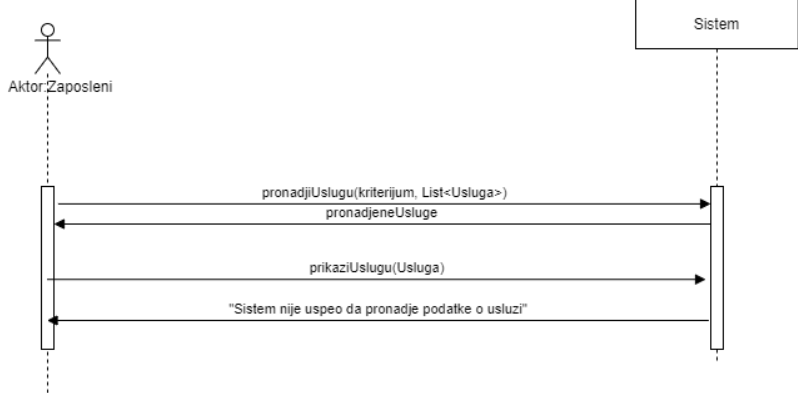 Sistem
Aktor:Zaposleni
pronadjiUslugu(kriterijum, List<Usluga>)
pronadjeneUsluge
prikaziUslugu(Usluga)
"Sistem nije uspeo da pronadje podatke o usluzi"